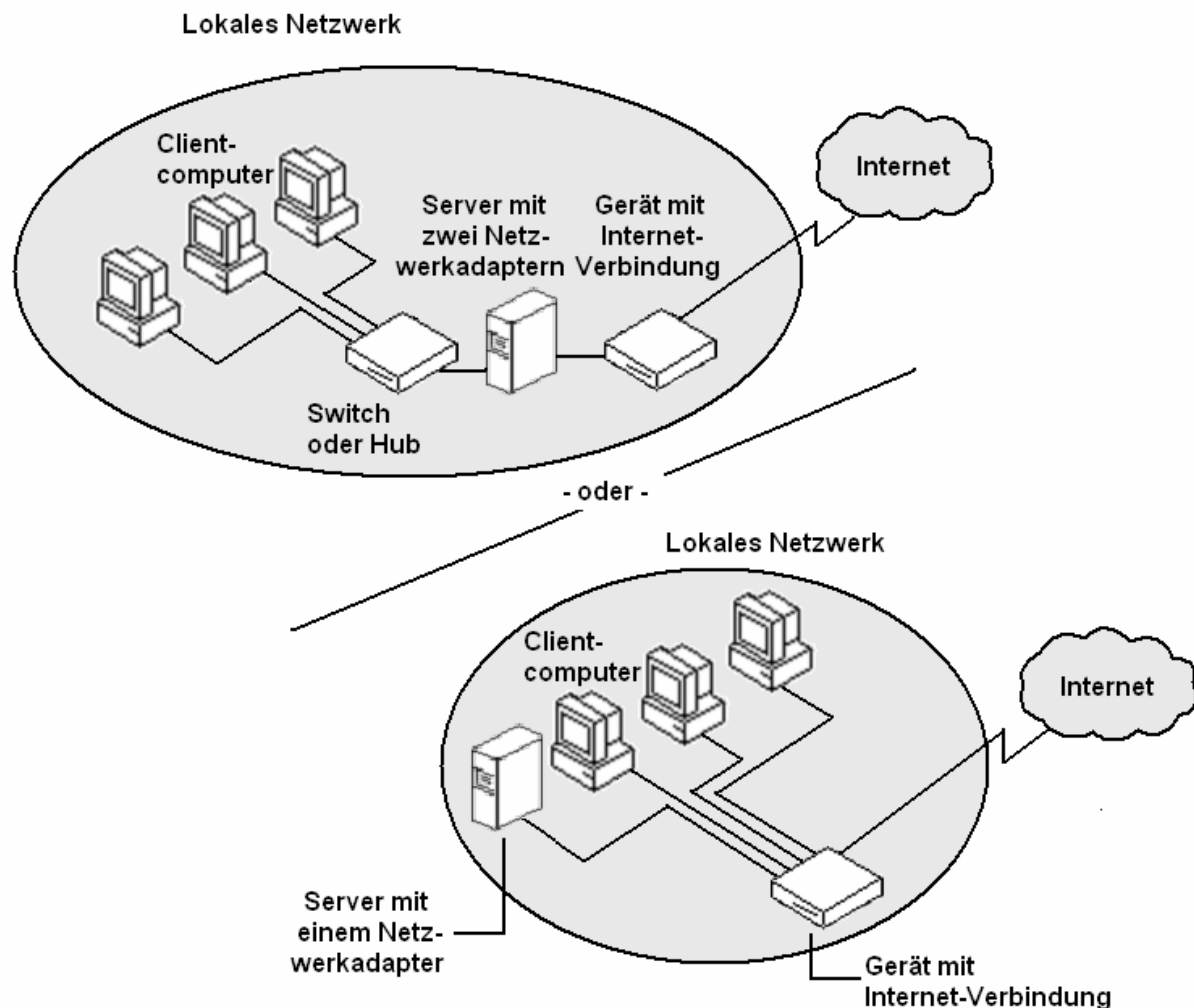 Lokales Netzwerk
Client-
computer
Server mit
zwei Netz-
werkadaptern
Gerät mit
Internet-
Verbindung
Internet
Switch
oder Hub
- oder -
Lokales Netzwerk
Client-
computer
Internet
Server mit
einem Netz-
werkadapter
Gerät mit
Internet-Verbindung